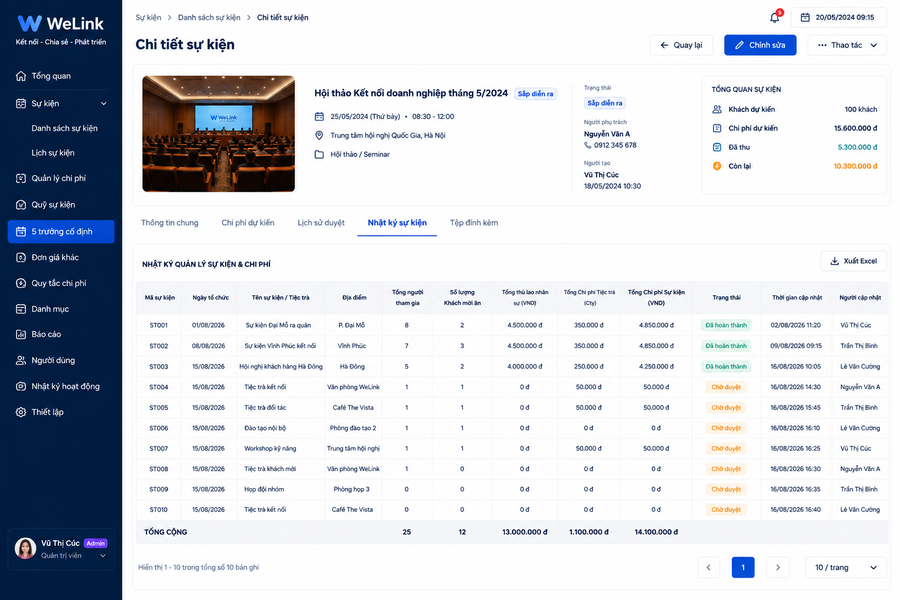 WeLink
Kết nối - Chia sẻ - Phát triển
Tổng quan
Sự kiện
Danh sách sự kiện
Lịch sự kiện
Quản lý chi phí
Quỹ sự kiện
5 trường cố định
Đơn giá khác
Quy tắc chi phí
Danh mục
Báo cáo
Người dùng
Nhật ký hoạt động
Thiết lập
Vũ Thị Cúc Admin
Quản trị viên
Sự kiện > Danh sách sự kiện > Chi tiết sự kiện
20/05/2024 09:15
Chi tiết sự kiện
Quay lại
Chỉnh sửa
Thao tác
WeLink
Hội thảo Kết nối doanh nghiệp tháng 5/2024 Sắp diễn ra
25/05/2024 (Thứ bảy) • 08:30 - 12:00
Trung tâm hội nghị Quốc Gia, Hà Nội
Hội thảo / Seminar
Trạng thái
Sắp diễn ra
Người phụ trách
Nguyễn Văn A
0912 345 678
Người tạo
Vũ Thị Cúc
18/05/2024 10:30
TỔNG QUAN SỰ KIỆN
Khách dự kiến 100 khách
Chi phí dự kiến 15.600.000 đ
Đã thu 5.300.000 đ
Còn lại 10.300.000 đ
Thông tin chung Chi phí dự kiến Lịch sử duyệt Nhật ký sự kiện Tệp đính kèm
NHẬT KÝ QUẢN LÝ SỰ KIỆN & CHI PHÍ
Xuất Excel
Mã sự kiện Ngày tổ chức Tên sự kiện / Tiệc trà Địa điểm Tổng người tham gia Số lượng Khách mới ăn Tổng thù lao nhân sự (VND) Tổng Chi phí Tiệc trà (Cty) Tổng Chi phí Sự kiện (VND) Trạng thái Thời gian cập nhật Người cập nhật
ST001 01/08/2026 Sự kiện Đại Mỗ ra quân P. Đại Mỗ 8 2 4.500.000 đ 350.000 đ 4.850.000 đ Đã hoàn thành 02/08/2026 11:20 Vũ Thị Cúc
ST002 08/08/2026 Sự kiện Vĩnh Phúc kết nối Vĩnh Phúc 7 3 4.500.000 đ 350.000 đ 4.850.000 đ Đã hoàn thành 09/08/2026 09:15 Trần Thị Bình
ST003 15/08/2026 Hội nghị khách hàng Hà Đông Hà Đông 5 2 4.000.000 đ 250.000 đ 4.250.000 đ Đã hoàn thành 16/08/2026 10:05 Lê Văn Cường
ST004 15/08/2026 Tiệc trà kết nối Văn phòng WeLink 1 1 0 đ 50.000 đ 50.000 đ Chờ duyệt 16/08/2026 14:30 Nguyễn Văn A
ST005 15/08/2026 Tiệc trà đối tác Café The Vista 1 1 0 đ 50.000 đ 50.000 đ Chờ duyệt 16/08/2026 15:45 Trần Thị Bình
ST006 15/08/2026 Đào tạo nội bộ Phòng đào tạo 2 1 1 0 đ 0 đ 0 đ Chờ duyệt 16/08/2026 16:10 Lê Văn Cường
ST007 15/08/2026 Workshop kỹ năng Trung tâm hội nghị 1 1 0 đ 50.000 đ 50.000 đ Chờ duyệt 16/08/2026 16:25 Vũ Thị Cúc
ST008 15/08/2026 Tiệc trà khách mời Văn phòng WeLink 1 1 0 đ 0 đ 0 đ Chờ duyệt 16/08/2026 16:30 Nguyễn Văn A
ST009 15/08/2026 Họp đội nhóm Phòng họp 3 0 0 0 đ 0 đ 0 đ Chờ duyệt 16/08/2026 16:35 Trần Thị Bình
ST010 15/08/2026 Tiệc trà kết nối Café The Vista 0 0 0 đ 0 đ 0 đ Chờ duyệt 16/08/2026 16:40 Lê Văn Cường
TỔNG CỘNG 25 12 13.000.000 đ 1.100.000 đ 14.100.000 đ
Hiển thị 1 - 10 trong tổng số 10 bản ghi
1
10 / trang